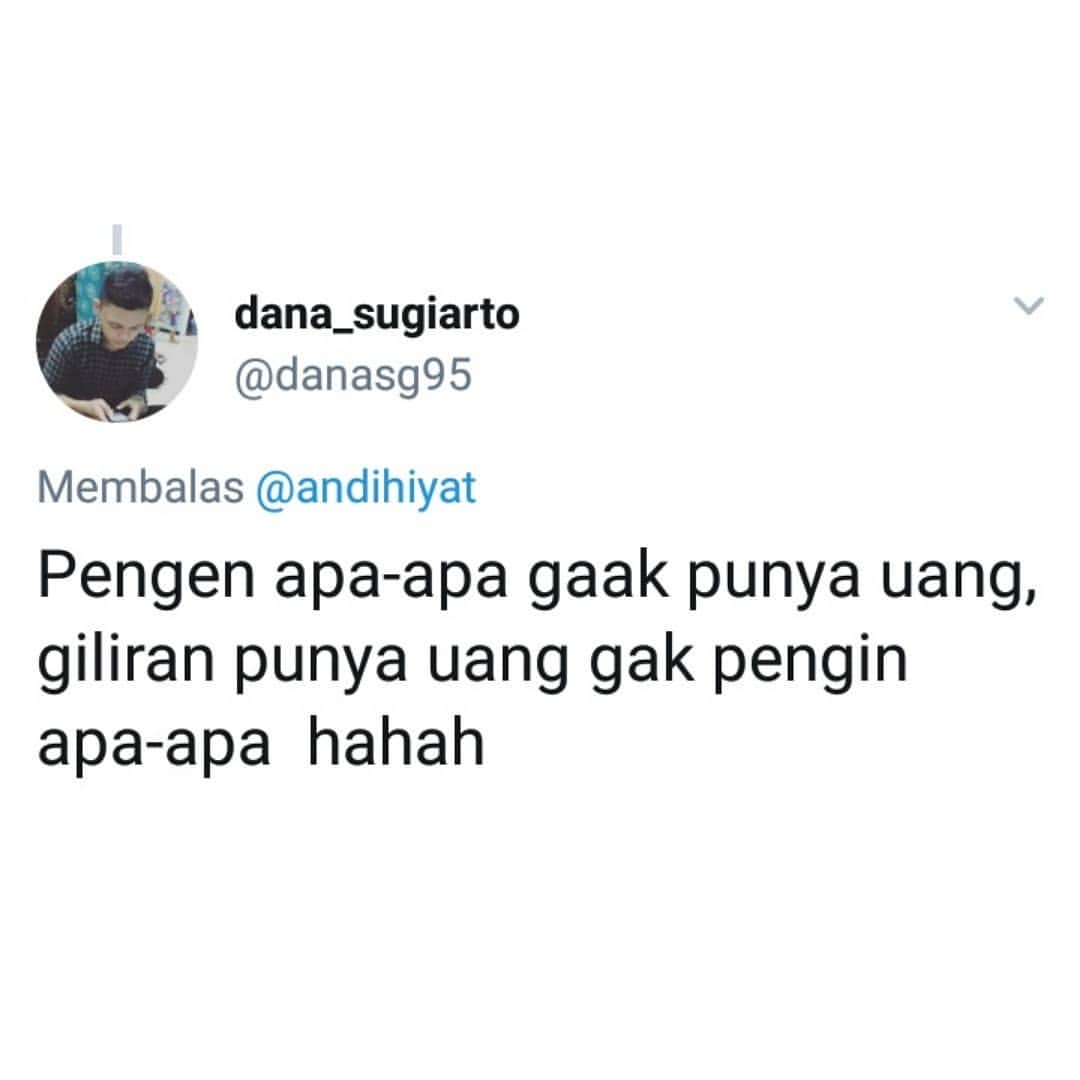 dana_sugiarto
@danasg95
Membalas @andihiyat
Pengen apa-apa gaak punya uang,
giliran punya uang gak pengin
apa-apa  hahah